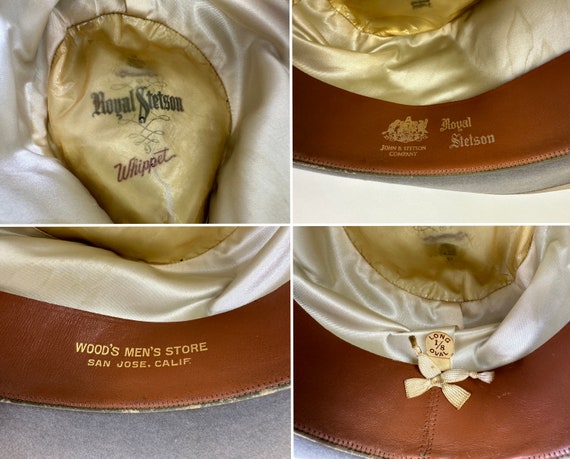 Royal Stetson
Whippet
JOHN B. STETSON
COMPANY
Royal
Stetson
WOOD'S MEN'S STORE
SAN JOSE, CALIF.
LONG
1/8
OVAL